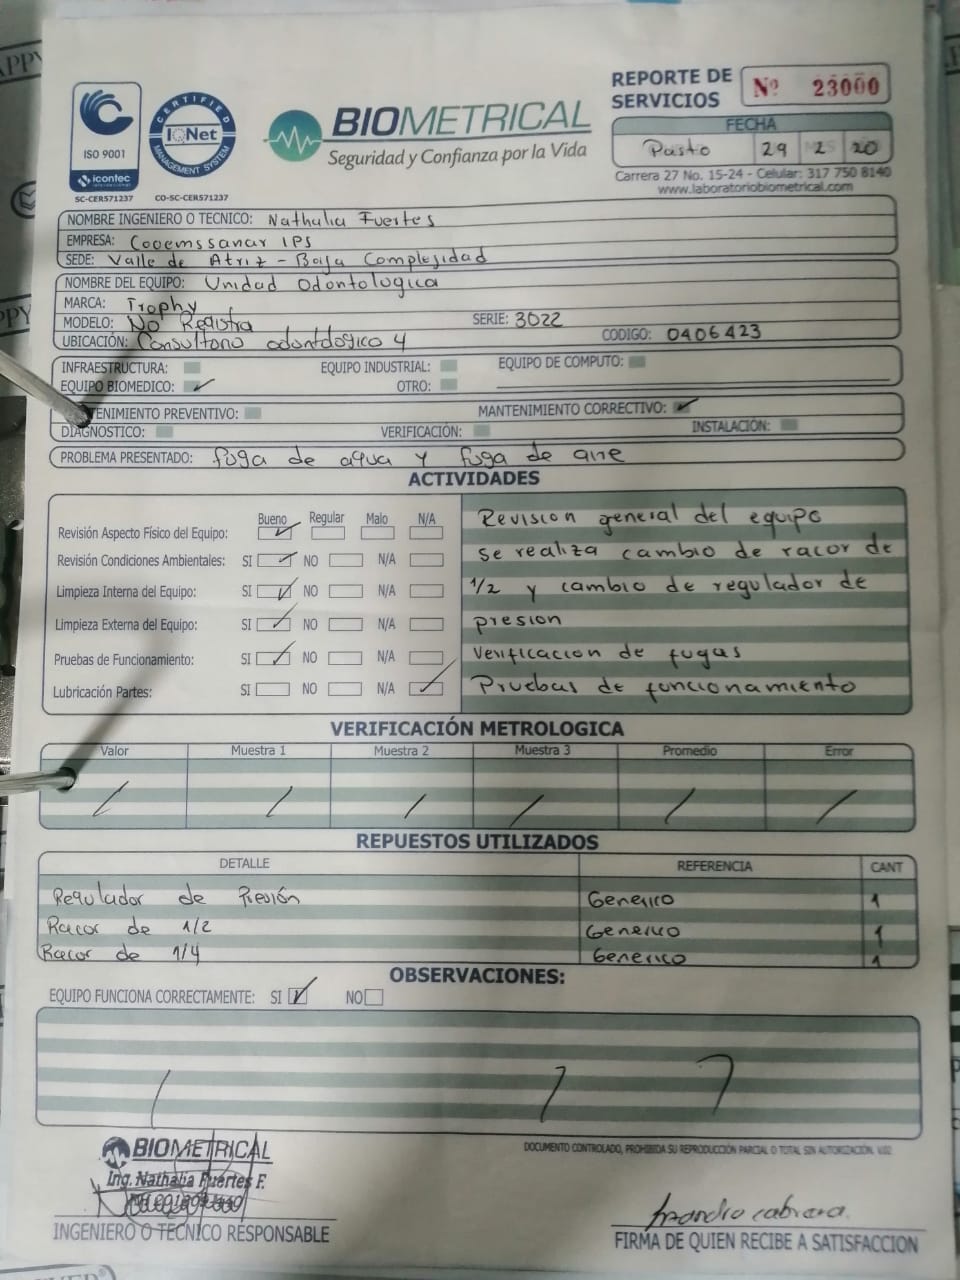 ISO 9001
icontec
internacional
SC-CER571237
CERTIFIED
IQNet
MANAGEMENT SYSTEM
CO-SC-CER571237
BIOMETRICAL
Seguridad y Confianza por la Vida
REPORTE DE SERVICIOS Nº 23000
FECHA
Pasto 29 2 20
Carrera 27 No. 15-24 - Celular: 317 750 8140
www.laboratoriobiometrical.com
NOMBRE INGENIERO O TECNICO: Nathalia Fuertes
EMPRESA: Cooemssanar IPS
SEDE: Valle de Atriz - Baja Complejidad
NOMBRE DEL EQUIPO: Unidad Odontologica
MARCA: Trophy
MODELO: No Registra SERIE: 3022
UBICACIÓN: Consultorio odontologico 4 CODIGO: 0406423
INFRAESTRUCTURA: EQUIPO INDUSTRIAL: EQUIPO DE COMPUTO:
EQUIPO BIOMEDICO: ✓ OTRO:
TENIMIENTO PREVENTIVO: MANTENIMIENTO CORRECTIVO: ✓
DIAGNOSTICO: VERIFICACIÓN: INSTALACIÓN:
PROBLEMA PRESENTADO: fuga de agua y fuga de aire
ACTIVIDADES
Bueno Regular Malo N/A
Revisión Aspecto Físico del Equipo: ✓
Revisión Condiciones Ambientales: SI ✓ NO N/A
Limpieza Interna del Equipo: SI ✓ NO N/A
Limpieza Externa del Equipo: SI ✓ NO N/A
Pruebas de Funcionamiento: SI ✓ NO N/A
Lubricación Partes: SI NO N/A ✓
Revision general del equipo
se realiza cambio de racor de
1/2 y cambio de regulador de
presion
Verificacion de fugas
Pruebas de funcionamiento
VERIFICACIÓN METROLOGICA
Valor Muestra 1 Muestra 2 Muestra 3 Promedio Error
/ / / / / /
REPUESTOS UTILIZADOS
DETALLE REFERENCIA CANT
Regulador de Presión Generico 1
Racor de 1/2 Generico 1
Racor de 1/4 Generico 1
OBSERVACIONES:
EQUIPO FUNCIONA CORRECTAMENTE: SI ✓ NO
DOCUMENTO CONTROLADO, PROHIBIDA SU REPRODUCCIÓN PARCIAL O TOTAL SIN AUTORIZACIÓN. V.02
BIOMETRICAL
Ing. Nathalia Fuertes F.
INGENIERO O TECNICO RESPONSABLE
cabrera
FIRMA DE QUIEN RECIBE A SATISFACCION